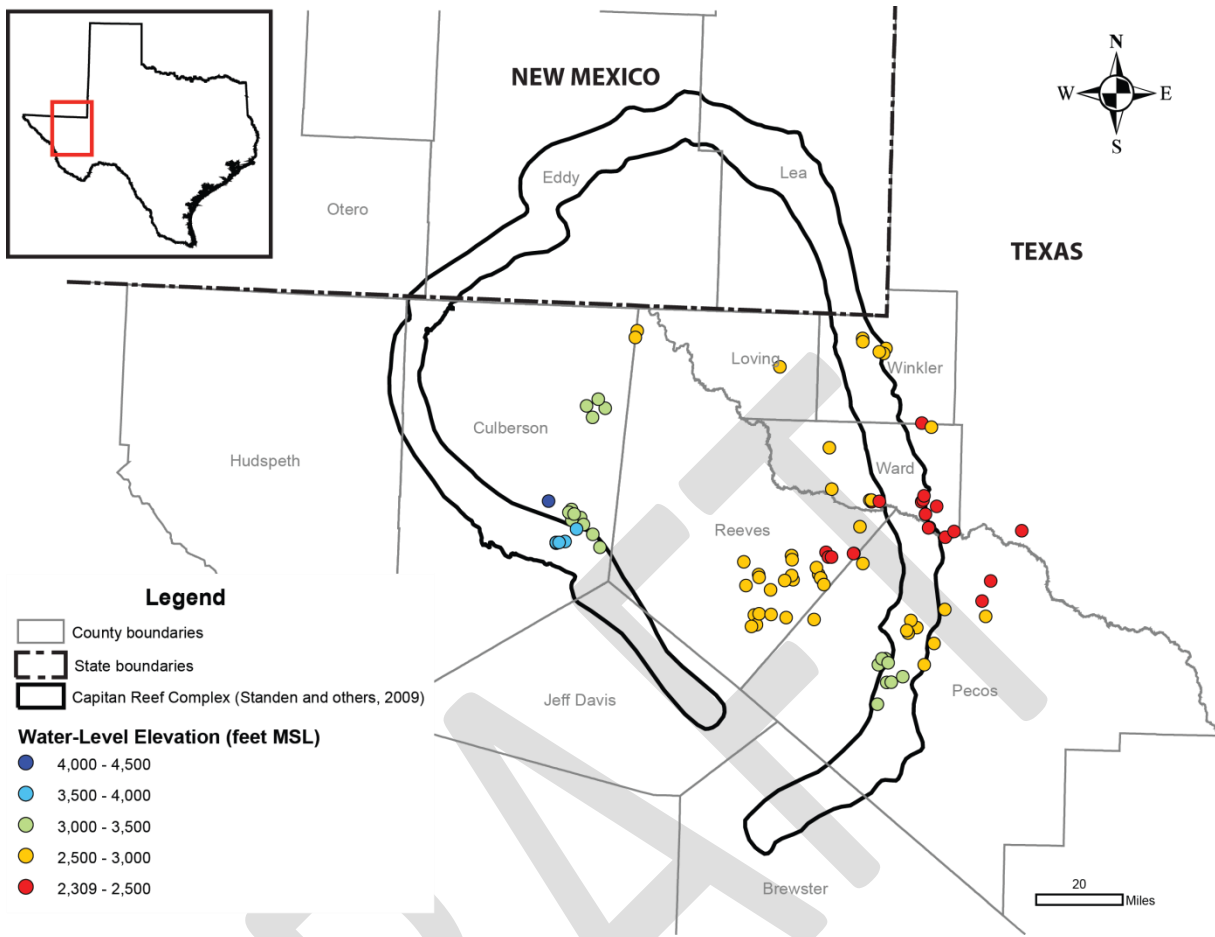 NEW MEXICO
N
W E
S
Eddy
Lea
Otero
TEXAS
Loving
Winkler
Culberson
Hudspeth
Ward
Reeves
Legend
County boundaries
State boundaries
Capitan Reef Complex (Standen and others, 2009)
Jeff Davis
Pecos
Water-Level Elevation (feet MSL)
4,000 - 4,500
3,500 - 4,000
3,000 - 3,500
2,500 - 3,000
2,309 - 2,500
Brewster
20
Miles